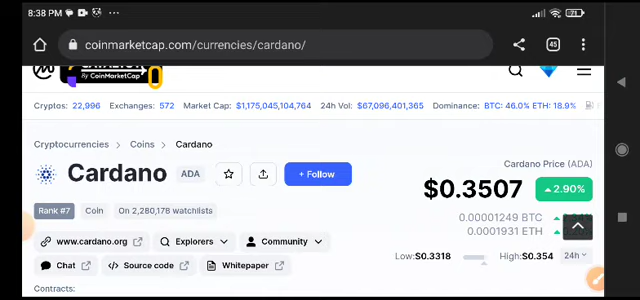 8:38 PM
71
coinmarketcap.com/currencies/cardano/
45
By CoinMarketCap
Cryptos: 22,996 Exchanges: 572 Market Cap: $1,175,045,104,764 24h Vol: $67,096,401,365 Dominance: BTC: 46.0% ETH: 18.9%
Cryptocurrencies > Coins > Cardano
Cardano ADA + Follow
Cardano Price (ADA)
$0.3507 2.90%
Rank #7 Coin On 2,280,178 watchlists
0.00001249 BTC
0.0001931 ETH
www.cardano.org Explorers Community
Low: $0.3318 High: $0.354 24h
Chat Source code Whitepaper
Contracts: